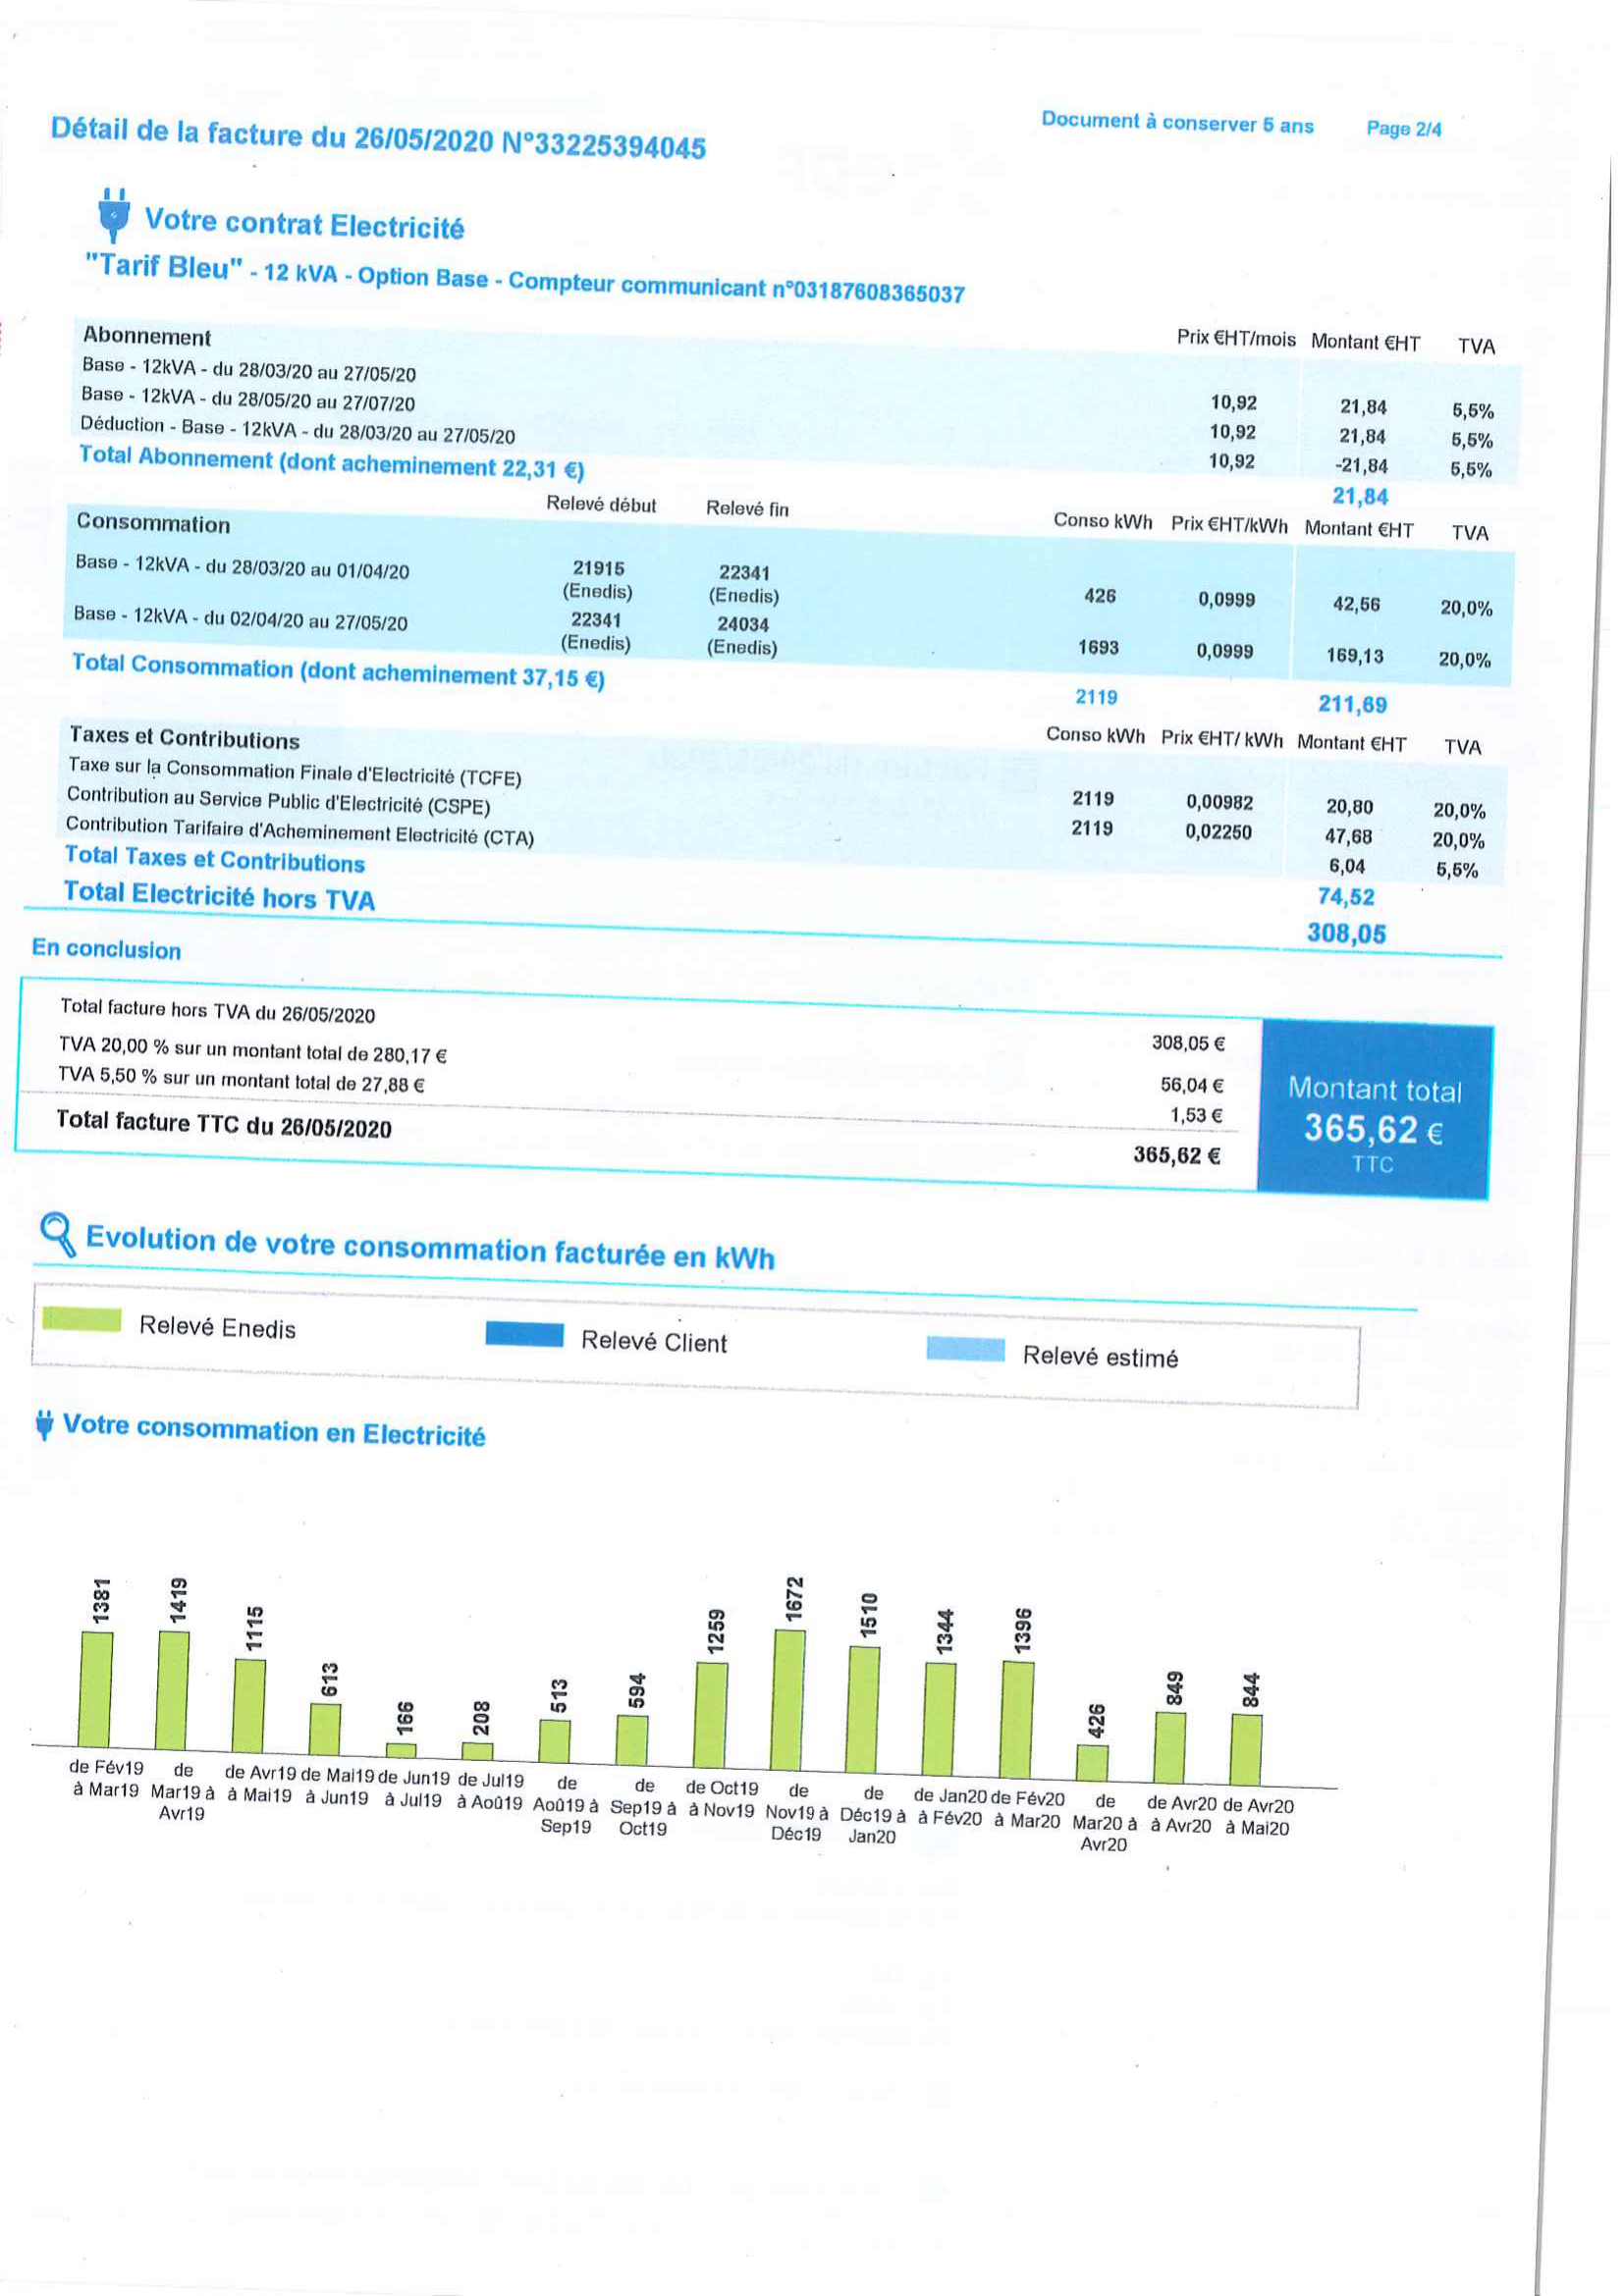 Document à conserver 5 ans Page 2/4
Détail de la facture du 26/05/2020 N°33225394045
Votre contrat Electricité
"Tarif Bleu" - 12 kVA - Option Base - Compteur communicant n°03187608365037
Abonnement Prix €HT/mois Montant €HT TVA
Base - 12kVA - du 28/03/20 au 27/05/20 10,92 21,84 5,5%
Base - 12kVA - du 28/05/20 au 27/07/20 10,92 21,84 5,5%
Déduction - Base - 12kVA - du 28/03/20 au 27/05/20 10,92 -21,84 5,5%
Total Abonnement (dont acheminement 22,31 €) 21,84
Consommation Relevé début Relevé fin Conso kWh Prix €HT/kWh Montant €HT TVA
Base - 12kVA - du 28/03/20 au 01/04/20 21915 22341 426 0,0999 42,56 20,0%
(Enedis) (Enedis)
Base - 12kVA - du 02/04/20 au 27/05/20 22341 24034 1693 0,0999 169,13 20,0%
(Enedis) (Enedis)
Total Consommation (dont acheminement 37,15 €) 2119 211,69
Taxes et Contributions Conso kWh Prix €HT/ kWh Montant €HT TVA
Taxe sur la Consommation Finale d'Electricité (TCFE) 2119 0,00982 20,80 20,0%
Contribution au Service Public d'Electricité (CSPE) 2119 0,02250 47,68 20,0%
Contribution Tarifaire d'Acheminement Electricité (CTA) 6,04 5,5%
Total Taxes et Contributions 74,52
Total Electricité hors TVA 308,05
En conclusion
Total facture hors TVA du 26/05/2020 308,05 €
TVA 20,00 % sur un montant total de 280,17 € 56,04 €
TVA 5,50 % sur un montant total de 27,88 € 1,53 €
Total facture TTC du 26/05/2020 365,62 €
Montant total
365,62 €
TTC
Evolution de votre consommation facturée en kWh
Relevé Enedis Relevé Client Relevé estimé
Votre consommation en Electricité
1381 1419 1115 613 166 208 513 594 1259 1672 1510 1344 1396 426 849 844
de Fév19 de de Avr19 de Mai19 de Jun19 de Jul19 de de de Oct19 de de de Jan20 de Fév20 de de Avr20 de Avr20
à Mar19 Mar19 à à Mai19 à Jun19 à Jul19 à Aoû19 Aoû19 à Sep19 à à Nov19 Nov19 à Déc19 à à Fév20 à Mar20 Mar20 à à Avr20 à Mai20
Avr19 Sep19 Oct19 Déc19 Jan20 Avr20